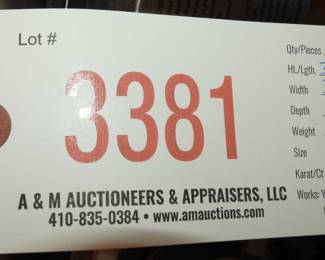 Lot #
3381
A & M AUCTIONEERS & APPRAISERS, LLC
410-835-0384 • www.amauctions.com
Qty/Pieces
Ht./Lgth.
Width
Depth
Weight
Size
Karat/Ct
Works: Y